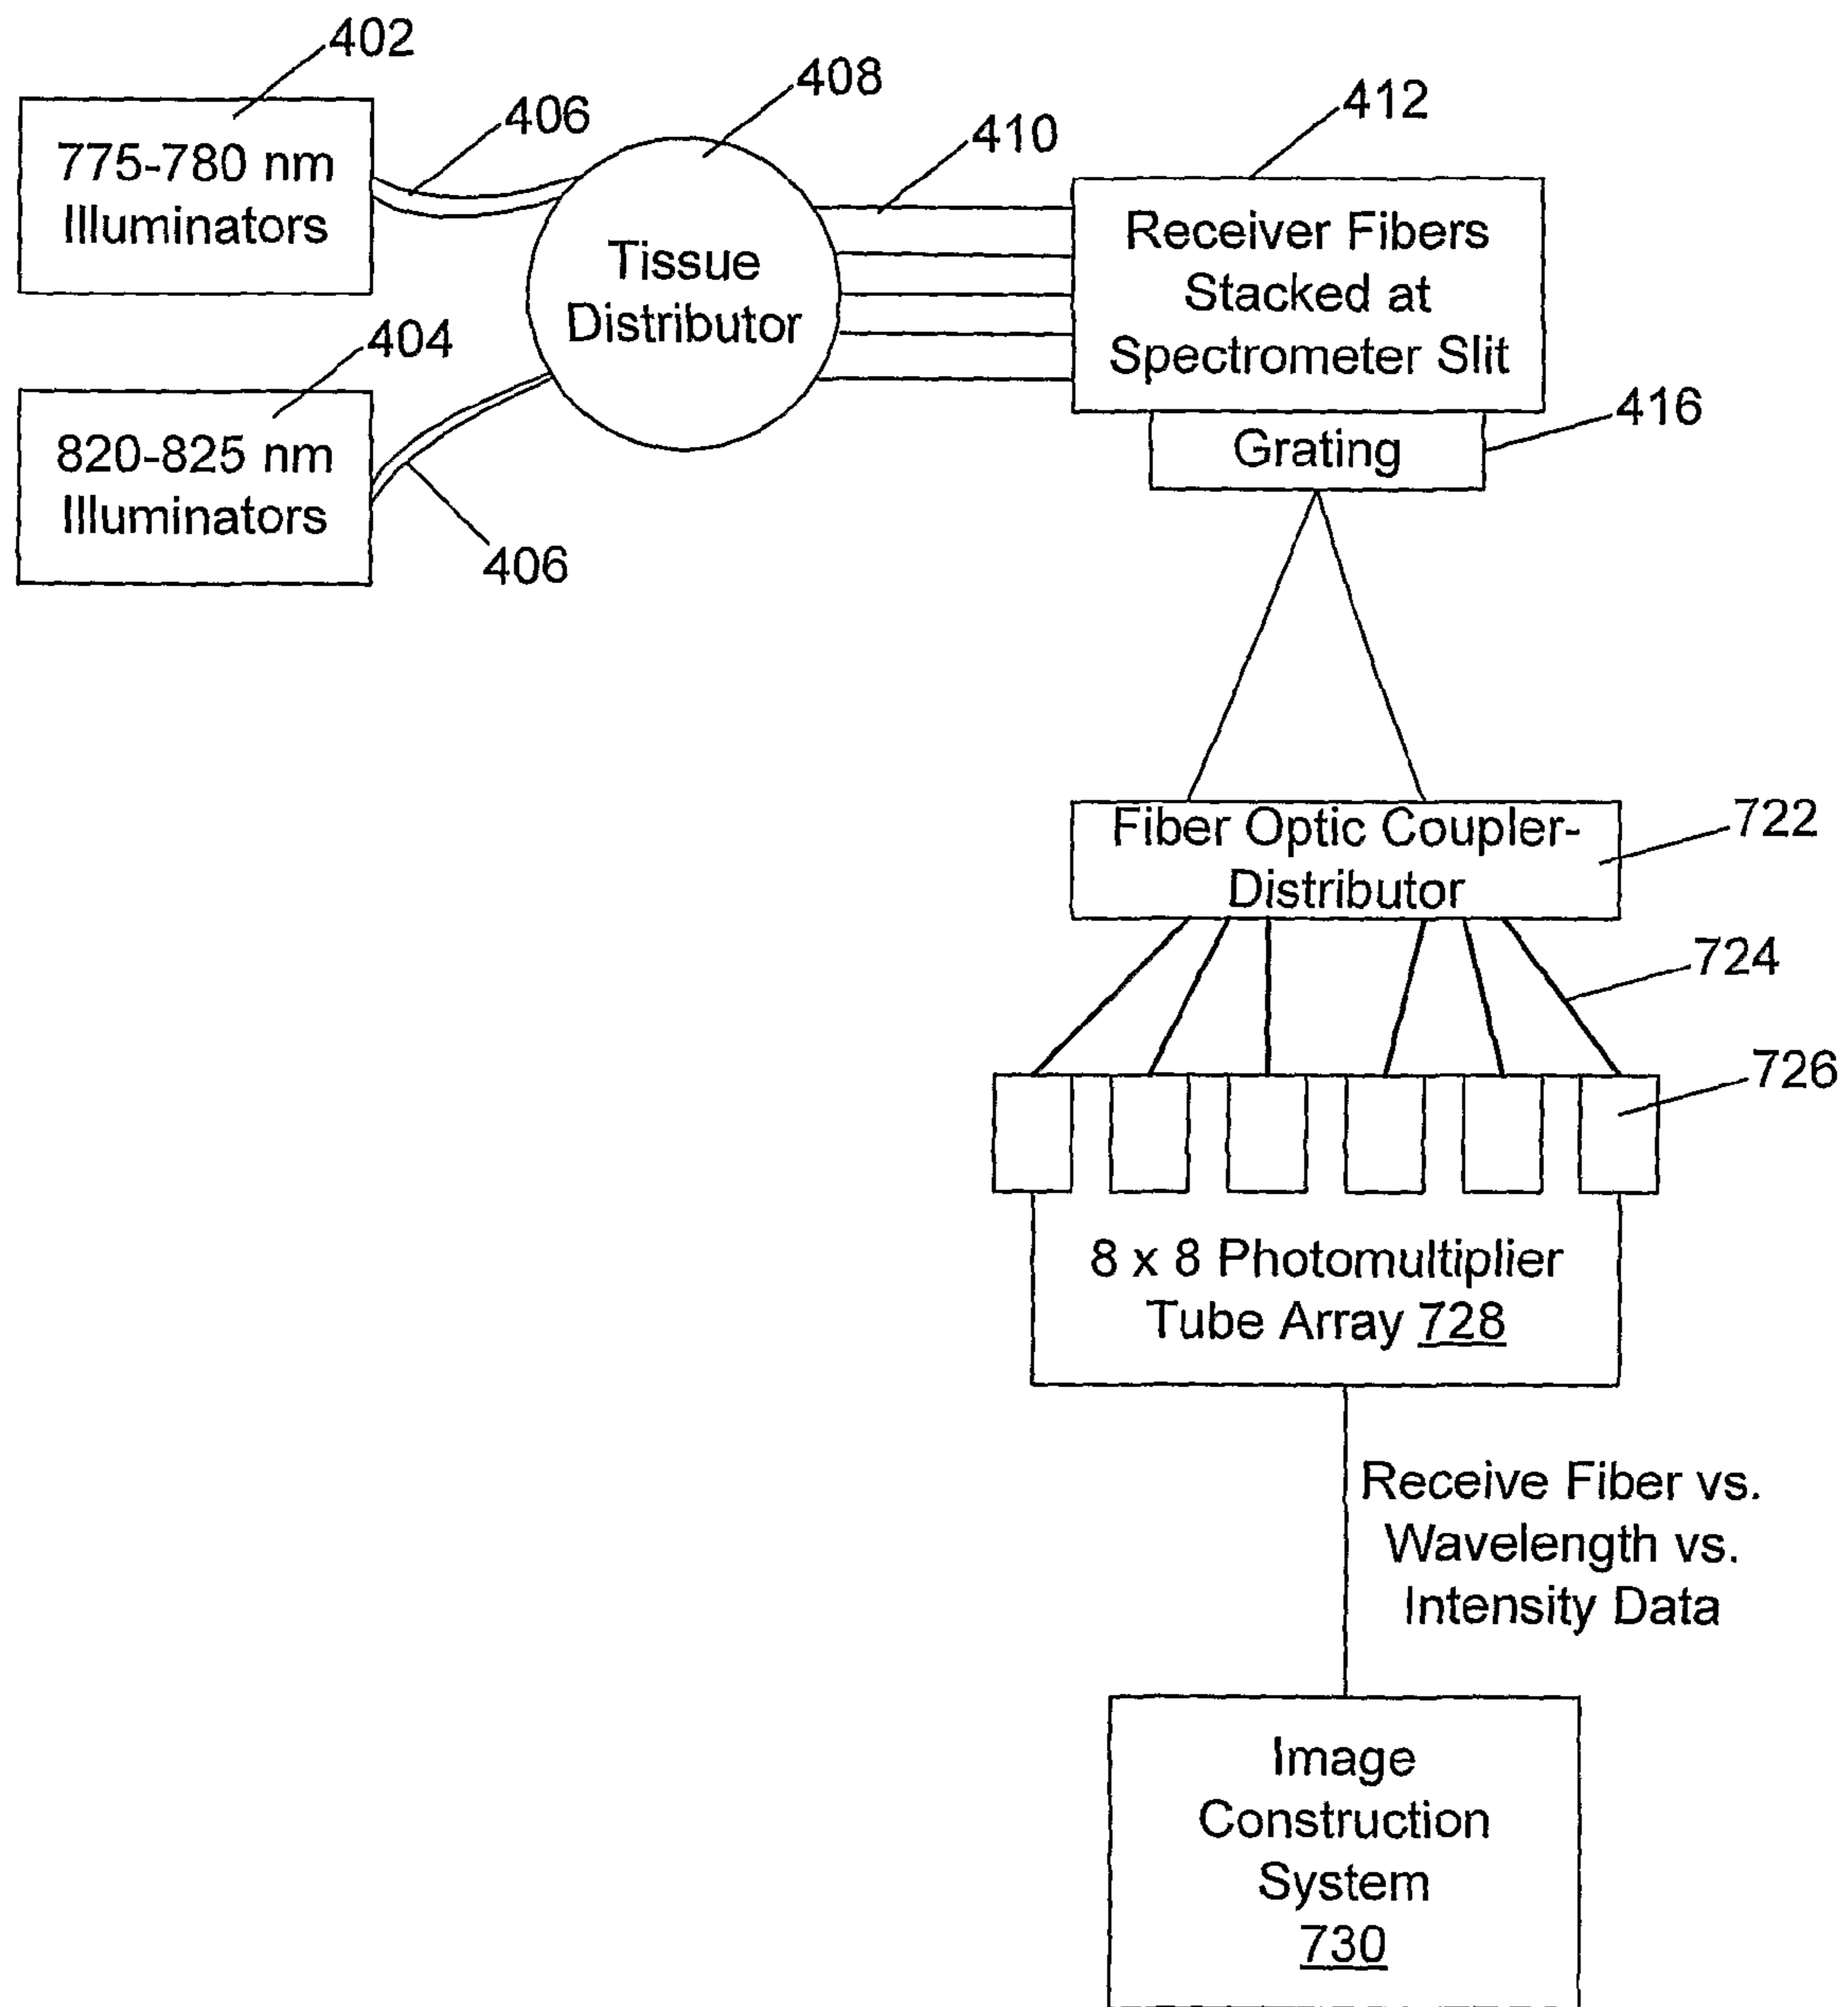 402
406
408
410
412
775-780 nm
Illuminators
Tissue
Distributor
Receiver Fibers
Stacked at
Spectrometer Slit
404
820-825 nm
Illuminators
406
416
Grating
Fiber Optic Coupler-
Distributor
722
724
726
8 x 8 Photomultiplier
Tube Array 728
Receive Fiber vs.
Wavelength vs.
Intensity Data
Image
Construction
System
730